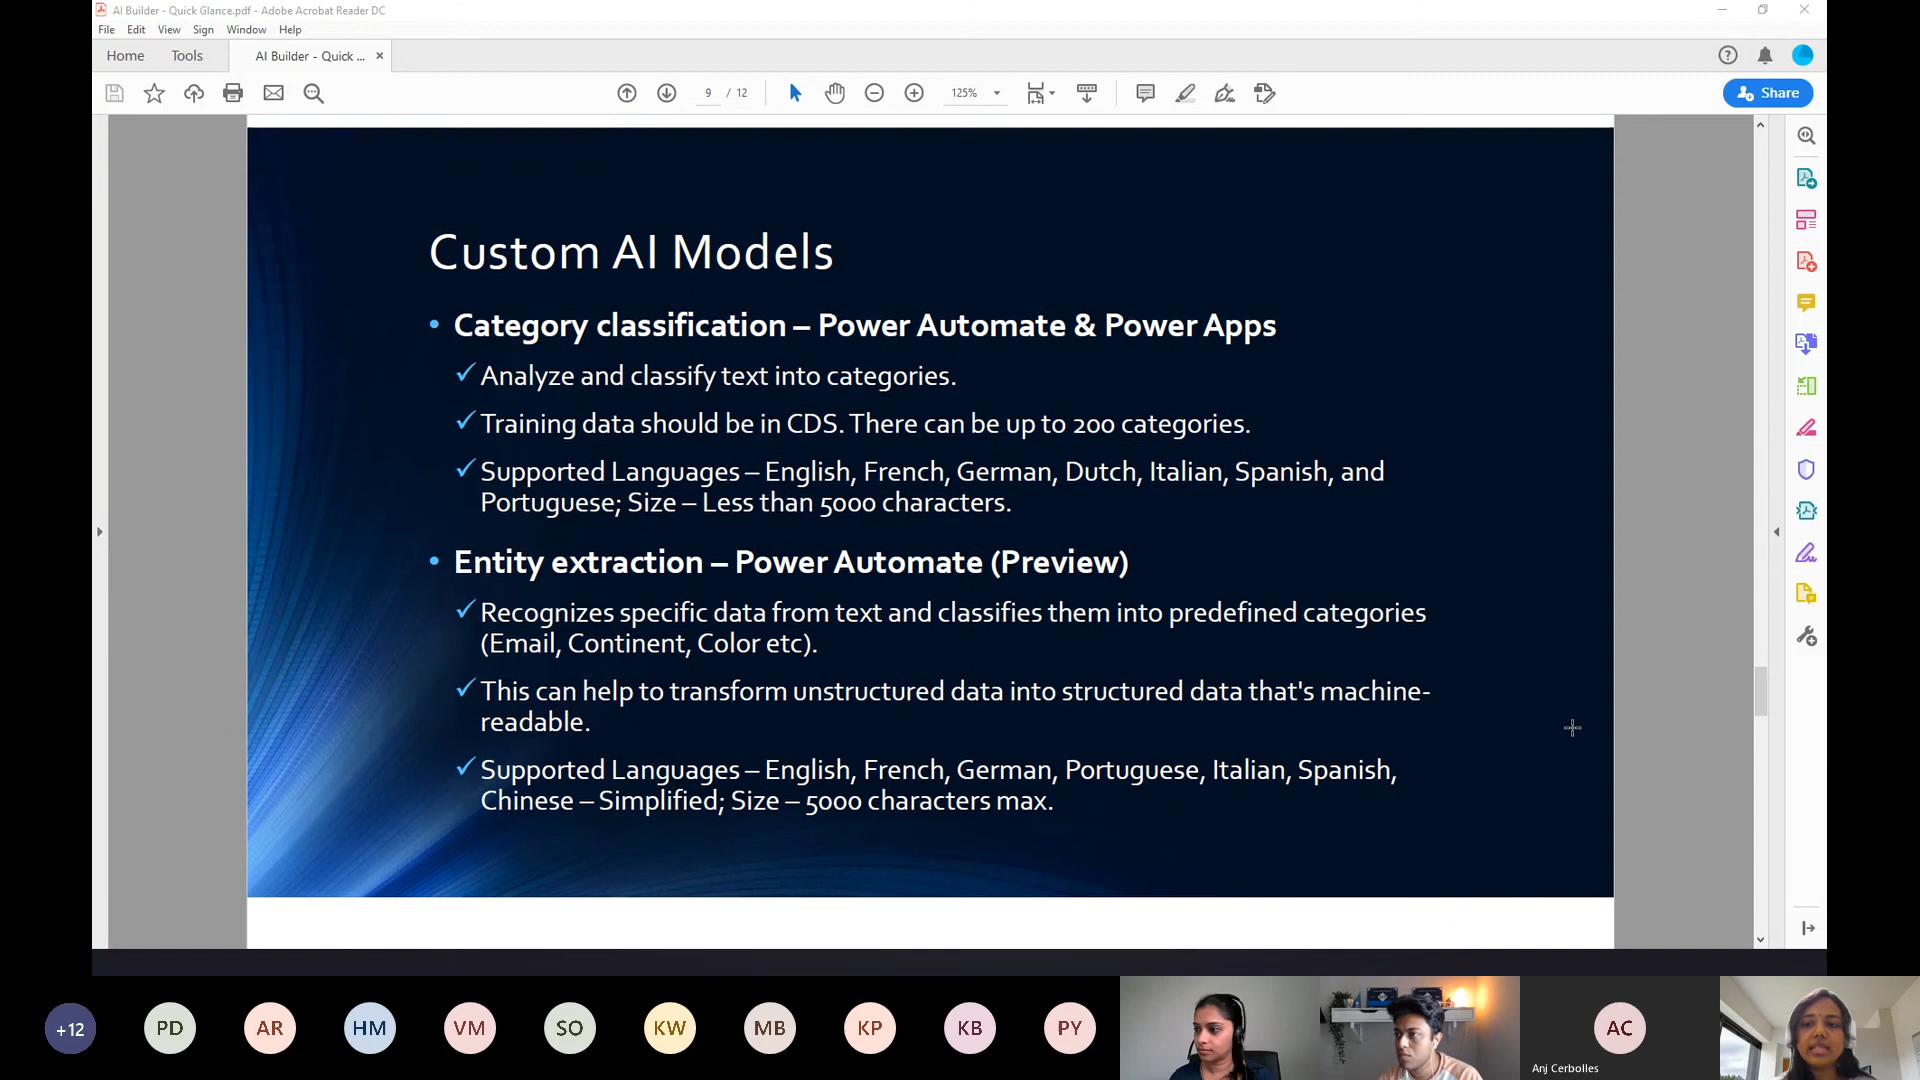 AI Builder - Quick Glance.pdf - Adobe Acrobat Reader DC
File Edit View Sign Window Help
Home Tools AI Builder - Quick ... ×
9 / 12 125% Share
Custom AI Models
• Category classification – Power Automate & Power Apps
✓ Analyze and classify text into categories.
✓ Training data should be in CDS. There can be up to 200 categories.
✓ Supported Languages – English, French, German, Dutch, Italian, Spanish, and
Portuguese; Size – Less than 5000 characters.
• Entity extraction – Power Automate (Preview)
✓ Recognizes specific data from text and classifies them into predefined categories
(Email, Continent, Color etc).
✓ This can help to transform unstructured data into structured data that's machine-
readable.
✓ Supported Languages – English, French, German, Portuguese, Italian, Spanish,
Chinese – Simplified; Size – 5000 characters max.
+12 PD AR HM VM SO KW MB KP KB PY AC
Anj Cerbolles